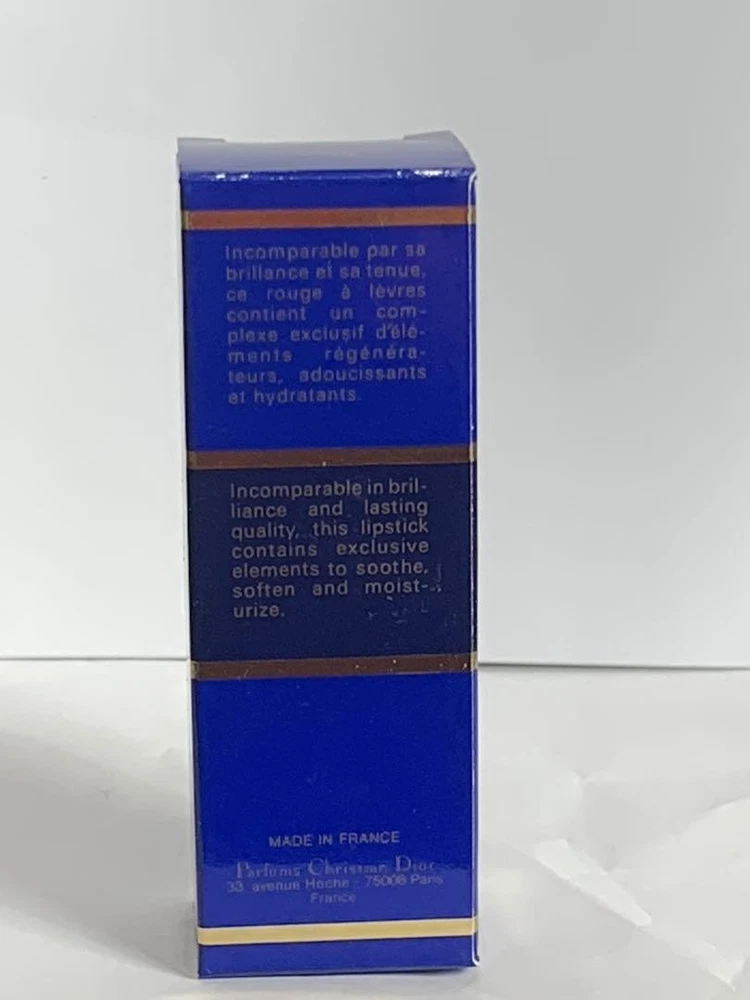 Incomparable par sa
brillance et sa tenue,
ce rouge à lèvres
contient un com-
plexe exclusif d'élé-
ments régénéra-
teurs, adoucissants
et hydratants.
Incomparable in bril-
liance and lasting
quality, this lipstick
contains exclusive
elements to soothe,
soften and moist-
urize.
MADE IN FRANCE
Parfums Christian Dior
33 avenue Hoche - 75008 Paris
France